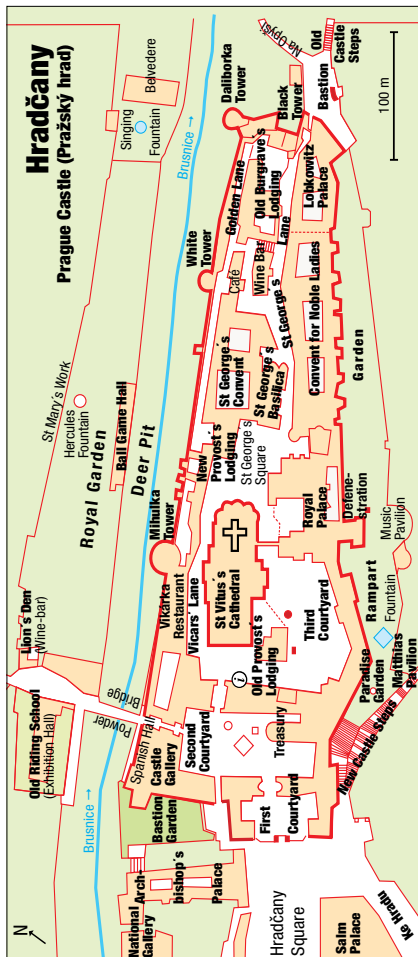 Hradčany
Prague Castle (Pražský hrad)
N
Brusnice →
Brusnice →
Lion´s Den
(Wine-bar)
Old Riding School
(Exhibition Hall)
Powder
Bridge
St Mary´s Work
Hercules
Fountain
Royal Garden
Ball Game Hall
Deer Pit
Singing
Fountain
Belvedere
National
Gallery
Arch-
bishop´s
Palace
Bastion
Garden
Spanish Hall
Castle
Gallery
Second
Courtyard
Vikárka
Restaurant
Vicars´ Lane
Mihulka
Tower
New
Provost´s
Lodging
St George´s
Square
St Vitus´s
Cathedral
i
Old Provost´s
Lodging
Treasury
Third
Courtyard
First
Courtyard
Hradčany
Square
Salm
Palace
Ke Hradu
New Castle Steps
Paradise
Garden
Matthias
Pavilion
Rampart
Fountain
Garden
Music
Pavilion
Defene-
stration
Royal
Palace
St George´s
Convent
St George´s
Basilica
St George´s
Lane
Convent for Noble Ladies
White
Tower
Café
Wine Bar
Golden Lane
Old Burgrave´s
Lodging
Lobkowitz
Palace
Daliborka
Tower
Black
Tower
Bastion
Na Opyši
Old
Castle
Steps
100 m